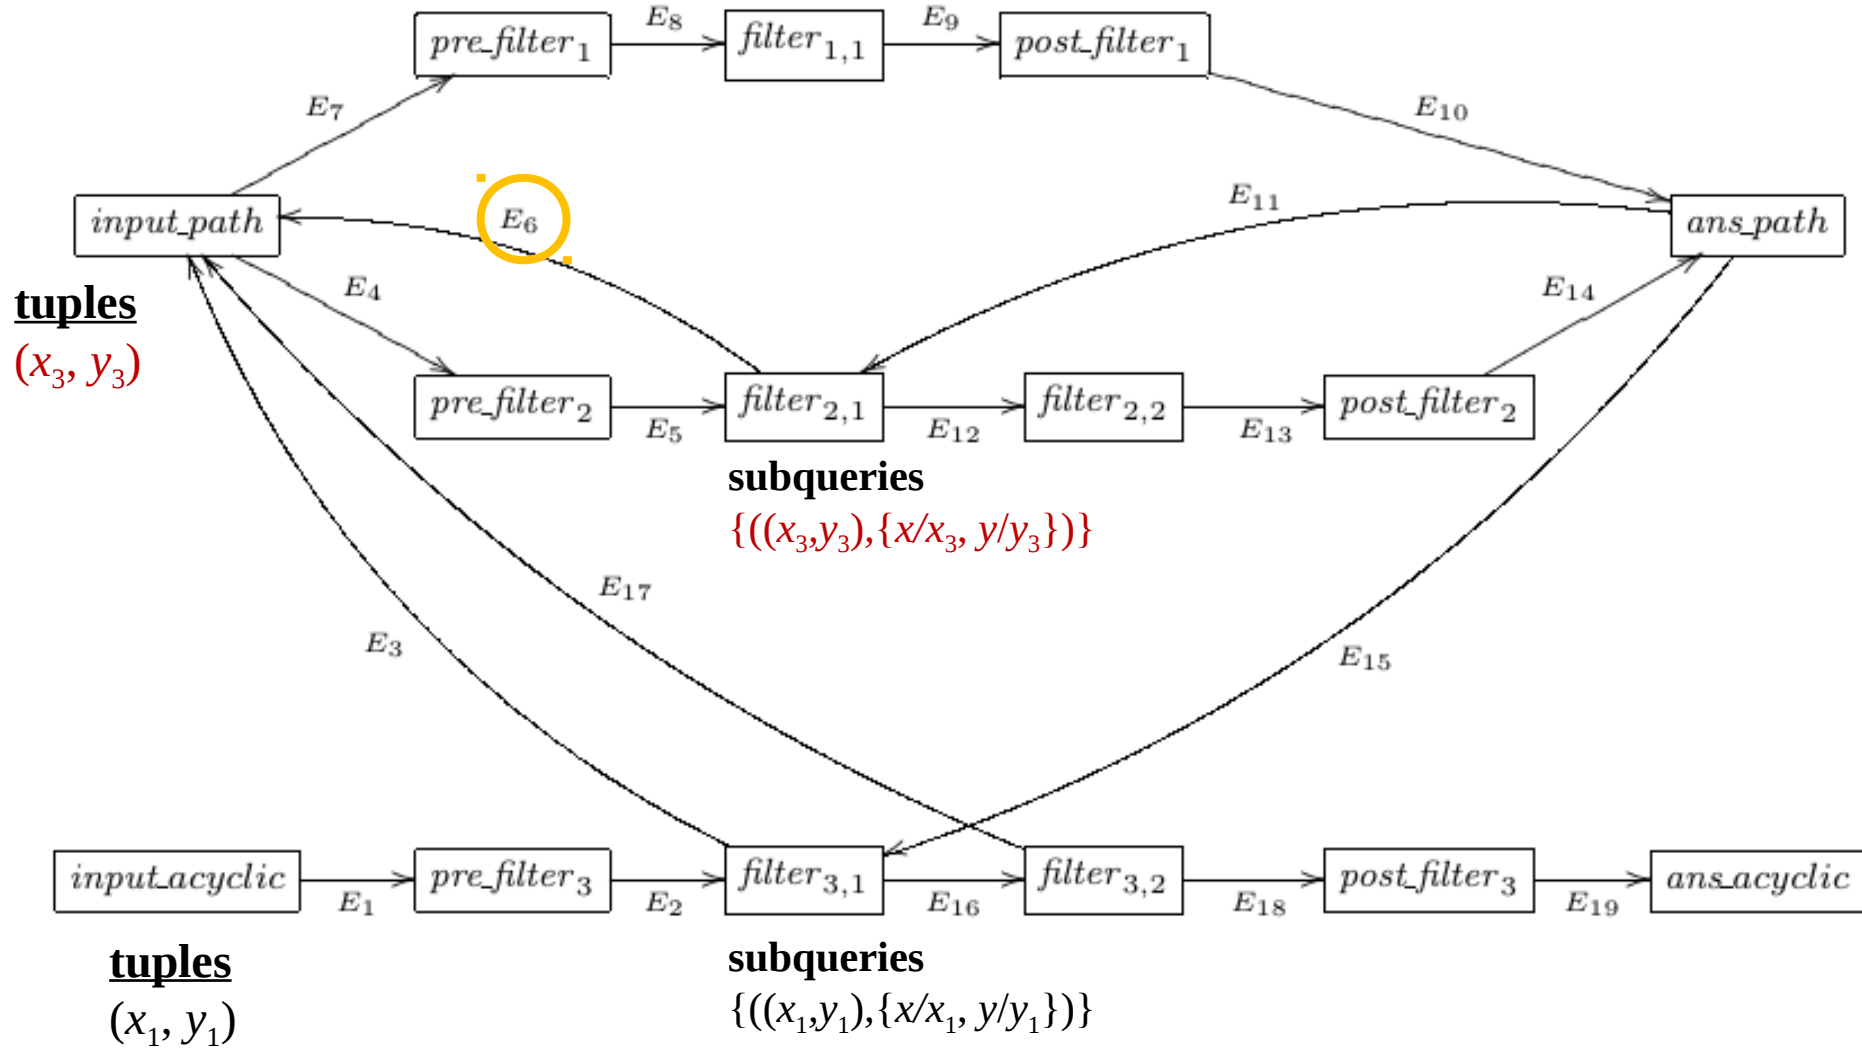 E₈
E₉
pre_filter₁
filter₁,₁
post_filter₁
E₇
E₁₀
E₆
E₁₁
input_path
ans_path
E₄
E₁₄
tuples
(x₃, y₃)
pre_filter₂
filter₂,₁
filter₂,₂
post_filter₂
E₅
E₁₂
E₁₃
subqueries
{((x₃,y₃),{x/x₃, y/y₃})}
E₁₇
E₃
E₁₅
input_acyclic
pre_filter₃
filter₃,₁
filter₃,₂
post_filter₃
ans_acyclic
E₁
E₂
E₁₆
E₁₈
E₁₉
tuples
(x₁, y₁)
subqueries
{((x₁,y₁),{x/x₁, y/y₁})}